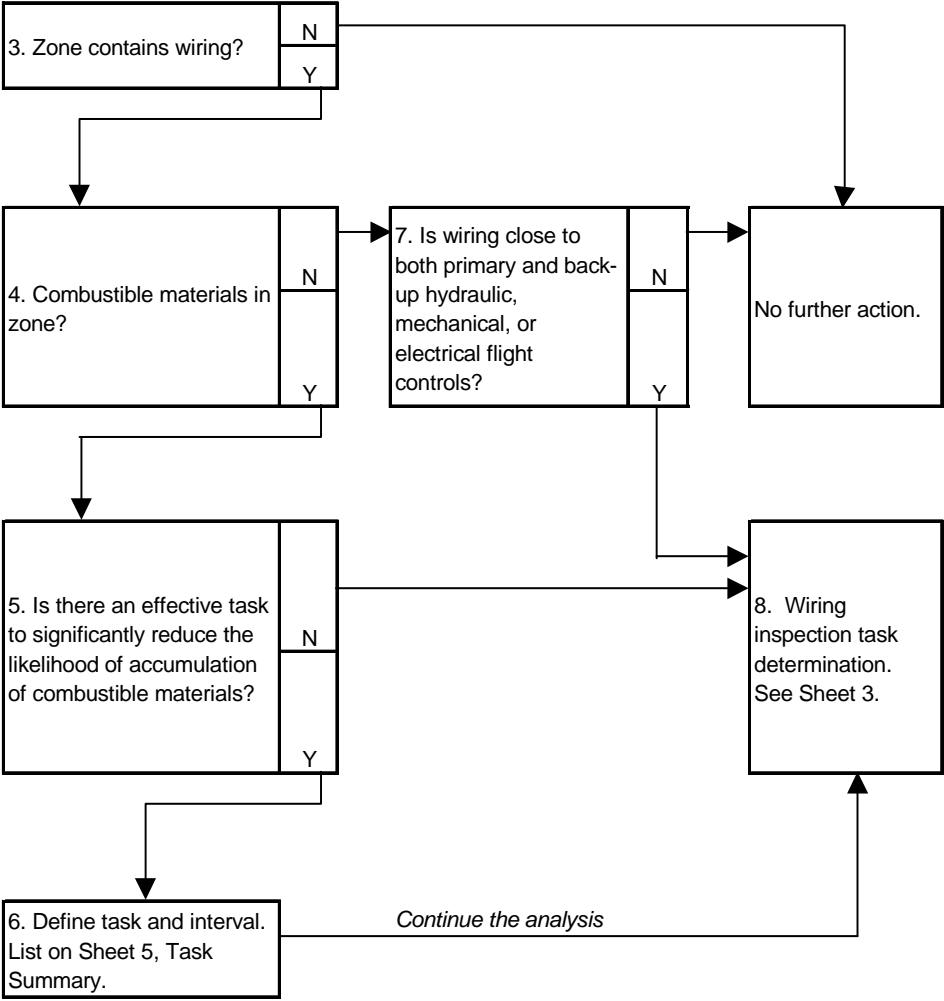 3. Zone contains wiring?
N
Y
4. Combustible materials in
zone?
N
Y
7. Is wiring close to
both primary and back-
up hydraulic,
mechanical, or
electrical flight
controls?
N
Y
No further action.
5. Is there an effective task
to significantly reduce the
likelihood of accumulation
of combustible materials?
N
Y
8. Wiring
inspection task
determination.
See Sheet 3.
6. Define task and interval.
List on Sheet 5, Task
Summary.
Continue the analysis